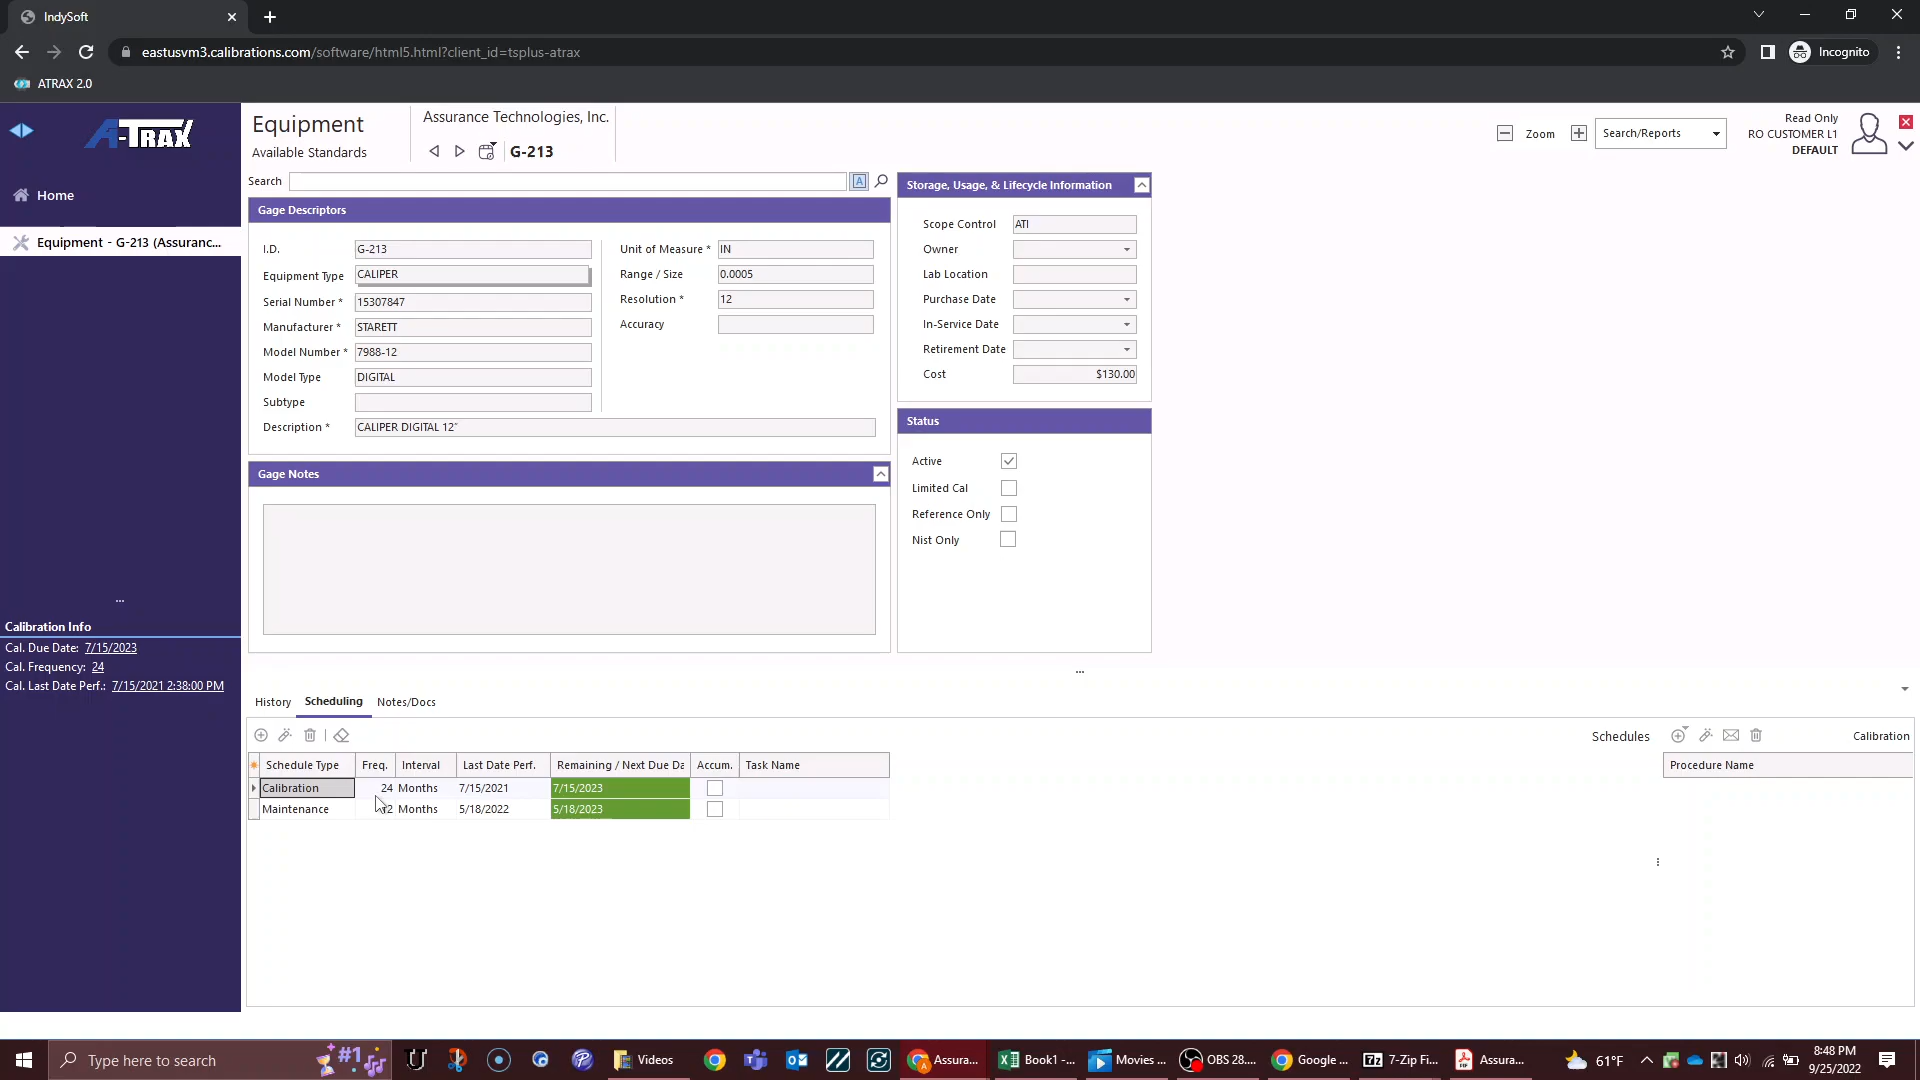 IndySoft
eastusvm3.calibrations.com/software/html5.html?client_id=tsplus-atrax
Incognito
ATRAX 2.0
A-TRAX
Equipment
Available Standards
Assurance Technologies, Inc.
G-213
Zoom
Search/Reports
Read Only
RO CUSTOMER L1
DEFAULT
Home
Equipment - G-213 (Assuranc...
Search
A
Gage Descriptors
I.D. G-213
Equipment Type CALIPER
Serial Number * 15307847
Manufacturer * STARETT
Model Number * 7988-12
Model Type DIGITAL
Subtype
Description * CALIPER DIGITAL 12"
Unit of Measure * IN
Range / Size 0.0005
Resolution * 12
Accuracy
Gage Notes
Storage, Usage, & Lifecycle Information
Scope Control ATI
Owner
Lab Location
Purchase Date
In-Service Date
Retirement Date
Cost $130.00
Status
Active
Limited Cal
Reference Only
Nist Only
...
Calibration Info
Cal. Due Date: 7/15/2023
Cal. Frequency: 24
Cal. Last Date Perf.: 7/15/2021 2:38:00 PM
...
History Scheduling Notes/Docs
Schedules
Calibration
Schedule Type Freq. Interval Last Date Perf. Remaining / Next Due Da Accum. Task Name
Calibration 24 Months 7/15/2021 7/15/2023
Maintenance 12 Months 5/18/2022 5/18/2023
Procedure Name
Type here to search
#1
Videos
Assura...
Book1 -...
Movies ...
OBS 28....
Google ...
7-Zip Fi...
Assura...
61°F
8:48 PM
9/25/2022